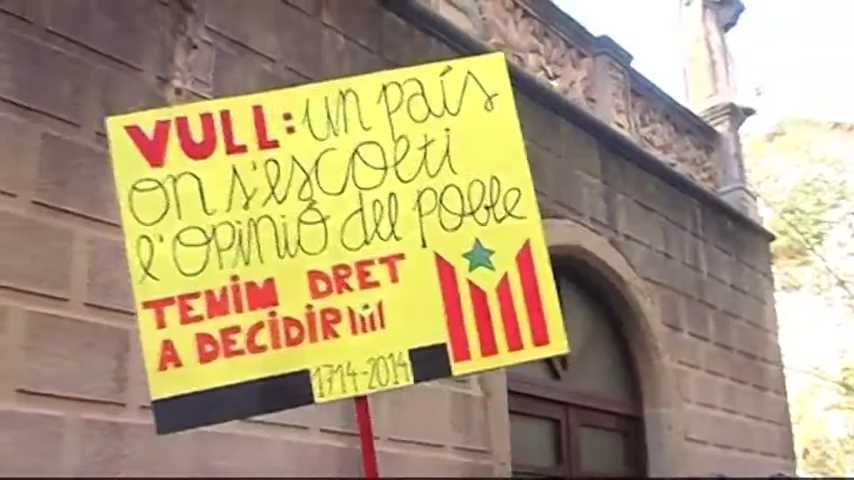 VULL: un país
on s'escolti
l'opinió del poble
TENIM DRET
A DECIDIR
1714-2014